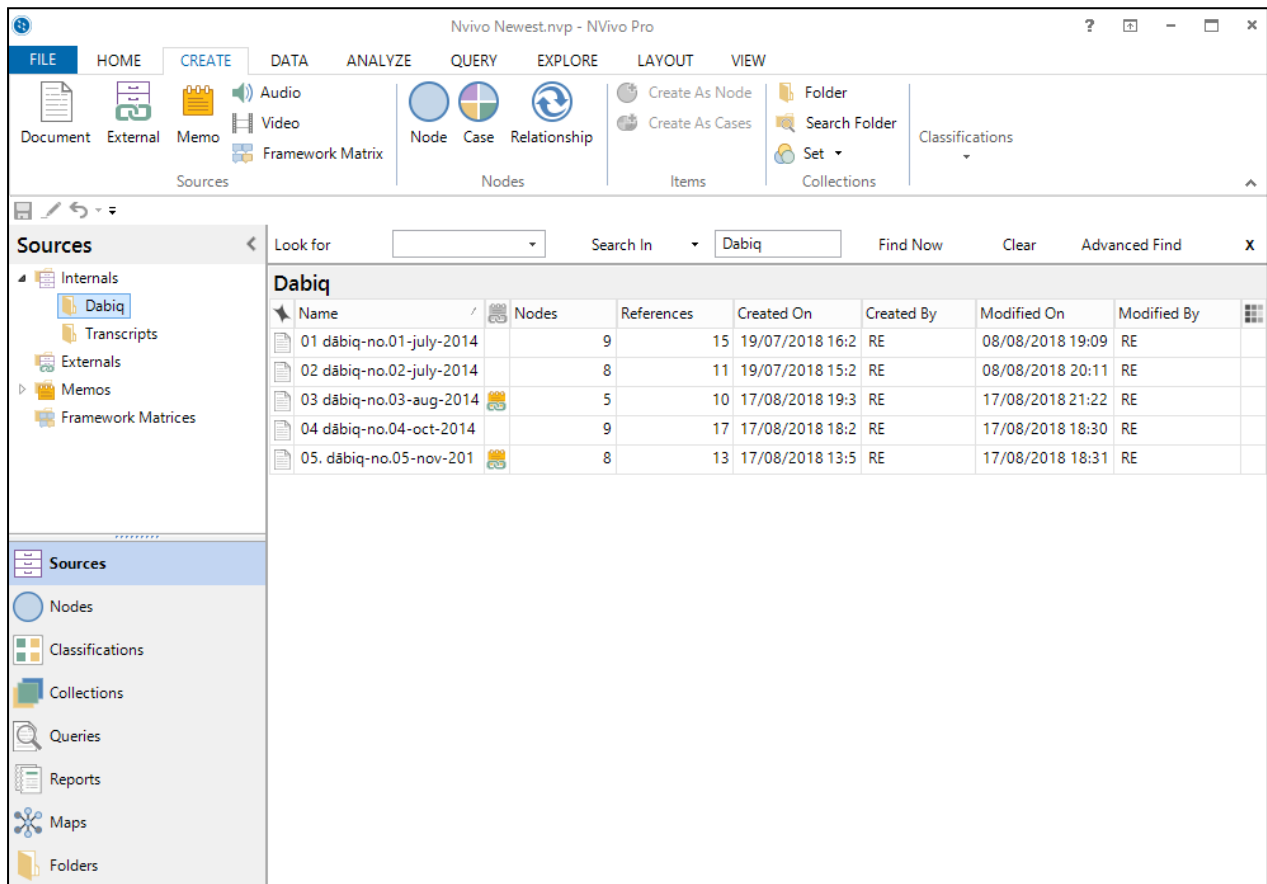 Nvivo Newest.nvp - NVivo Pro ?
FILE HOME CREATE DATA ANALYZE QUERY EXPLORE LAYOUT VIEW
Document External Memo Audio Video Framework Matrix Node Case Relationship Create As Node Create As Cases Folder Search Folder Set Classifications
Sources Nodes Items Collections
Sources Look for Search In Dabiq Find Now Clear Advanced Find x
Internals
Dabiq
Transcripts
Externals
Memos
Framework Matrices
Dabiq
Name Nodes References Created On Created By Modified On Modified By
01 dābiq-no.01-july-2014 9 15 19/07/2018 16:2 RE 08/08/2018 19:09 RE
02 dābiq-no.02-july-2014 8 11 19/07/2018 15:2 RE 08/08/2018 20:11 RE
03 dābiq-no.03-aug-2014 5 10 17/08/2018 19:3 RE 17/08/2018 21:22 RE
04 dābiq-no.04-oct-2014 9 17 17/08/2018 18:2 RE 17/08/2018 18:30 RE
05. dābiq-no.05-nov-201 8 13 17/08/2018 13:5 RE 17/08/2018 18:31 RE
Sources
Nodes
Classifications
Collections
Queries
Reports
Maps
Folders